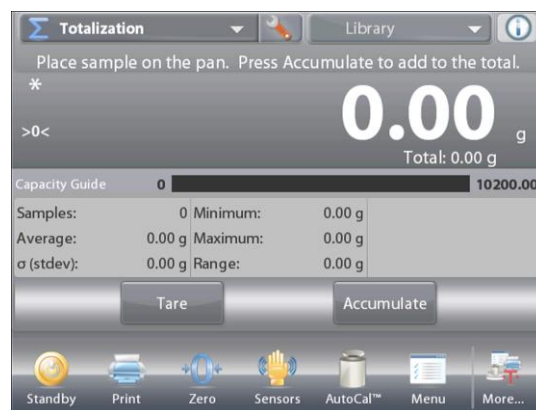 Σ Totalization Library i
Place sample on the pan. Press Accumulate to add to the total.
*
0.00 g
>0<
Total: 0.00 g
Capacity Guide 0 10200.00
Samples: 0 Minimum: 0.00 g
Average: 0.00 g Maximum: 0.00 g
σ (stdev): 0.00 g Range: 0.00 g
Tare Accumulate
→0← T
Standby Print Zero Sensors AutoCal™ Menu More...